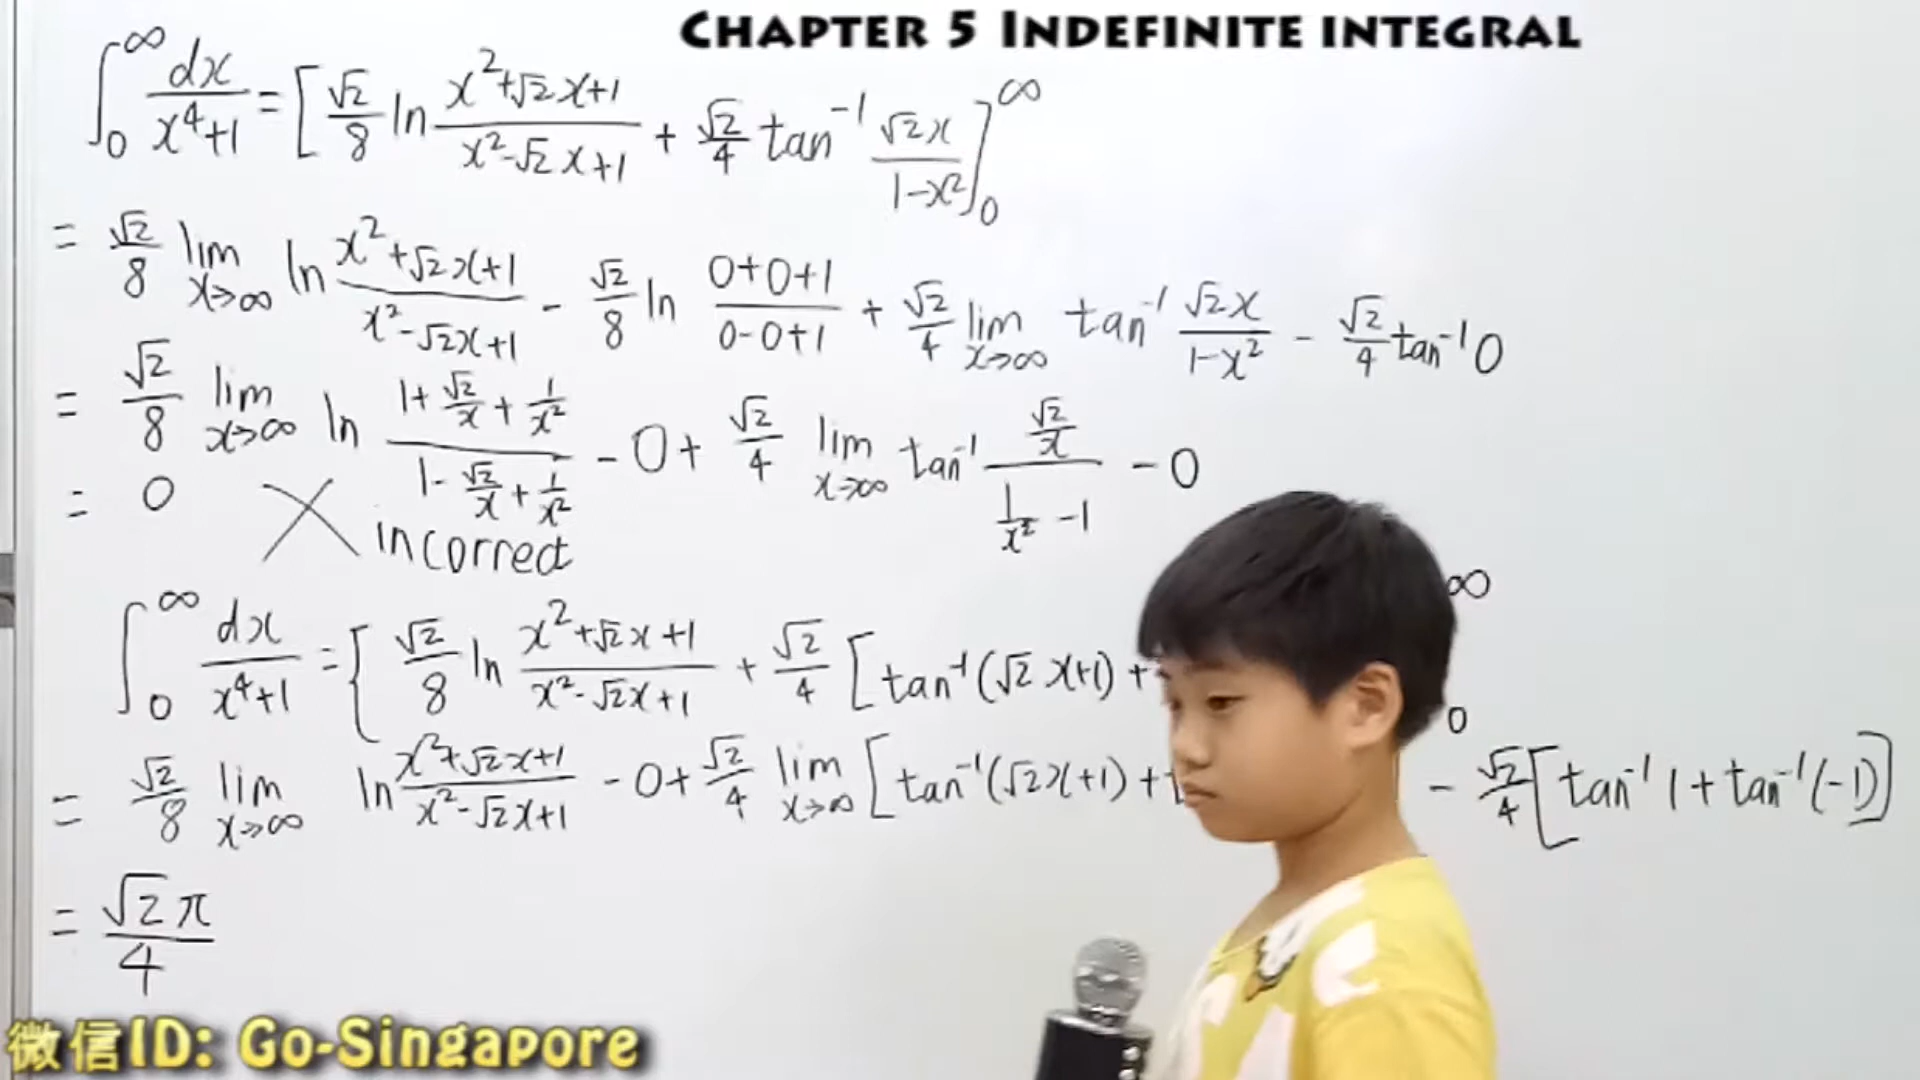 CHAPTER 5 INDEFINITE INTEGRAL
∫₀^∞ dx/(x⁴+1) = [√2/8 ln (x²+√2x+1)/(x²-√2x+1) + √2/4 tan⁻¹ √2x/(1-x²)]₀^∞
= √2/8 lim x→∞ ln (x²+√2x+1)/(x²-√2x+1) - √2/8 ln (0+0+1)/(0-0+1) + √2/4 lim x→∞ tan⁻¹ √2x/(1-x²) - √2/4 tan⁻¹ 0
= √2/8 lim x→∞ ln (1+√2/x+1/x²)/(1-√2/x+1/x²) - 0 + √2/4 lim x→∞ tan⁻¹ (√2/x)/(1/x²-1) - 0
= 0 ✗ incorrect
∫₀^∞ dx/(x⁴+1) = { √2/8 ln (x²+√2x+1)/(x²-√2x+1) + √2/4 [tan⁻¹(√2x+1) + ∞ 0
= √2/8 lim x→∞ ln (x²+√2x+1)/(x²-√2x+1) - 0 + √2/4 lim x→∞ [tan⁻¹(√2x+1) + - √2/4 [tan⁻¹ 1 + tan⁻¹(-1)]
= √2π/4
微信ID: Go-Singapore